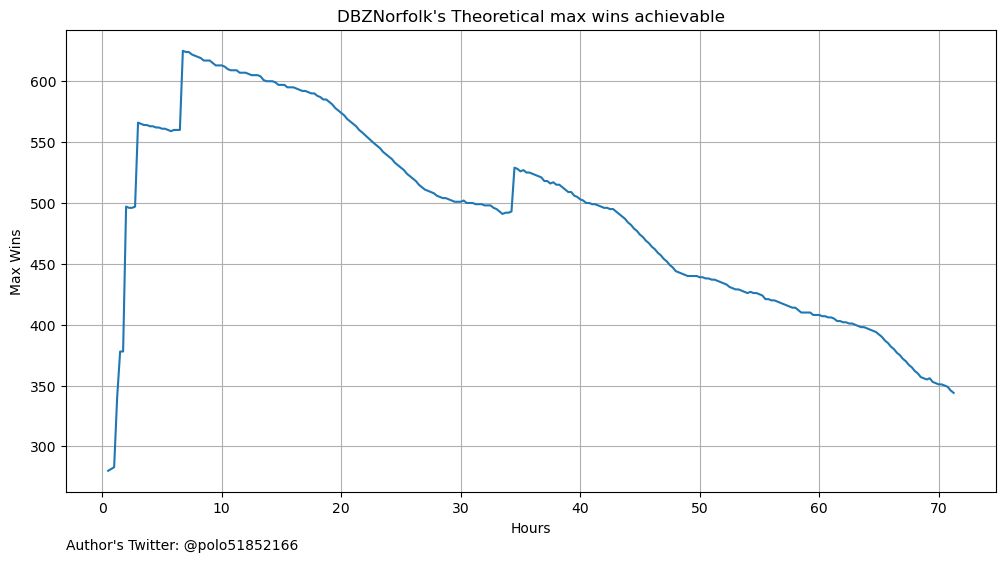 DBZNorfolk's Theoretical max wins achievable
600
550
500
450
400
350
300
Max Wins
0 10 20 30 40 50 60 70
Hours
Author's Twitter: @polo51852166